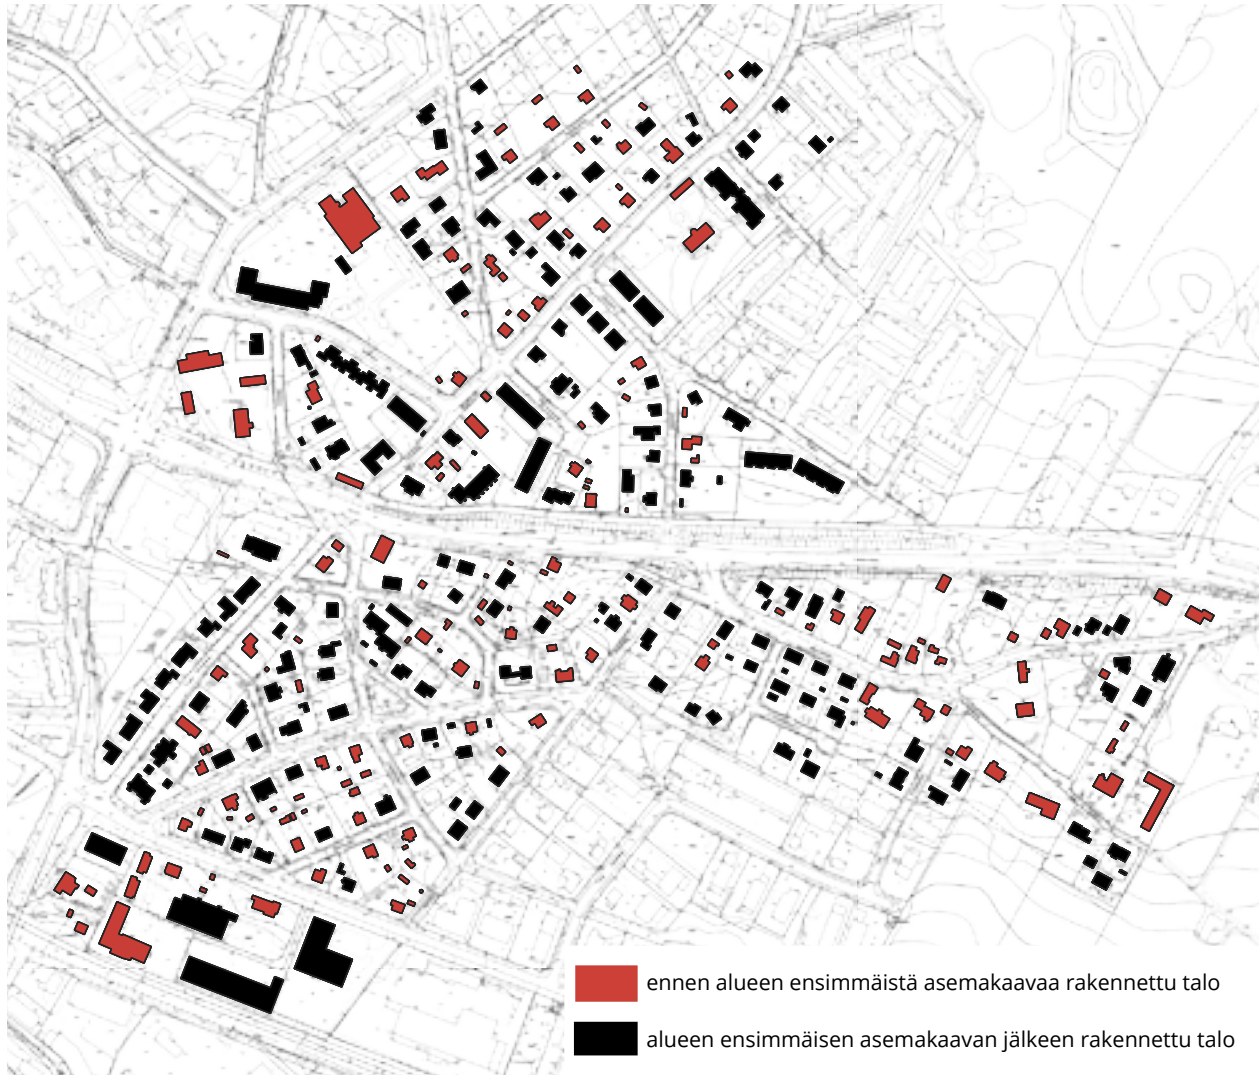 ennen alueen ensimmäistä asemakaavaa rakennettu talo
alueen ensimmäisen asemakaavan jälkeen rakennettu talo